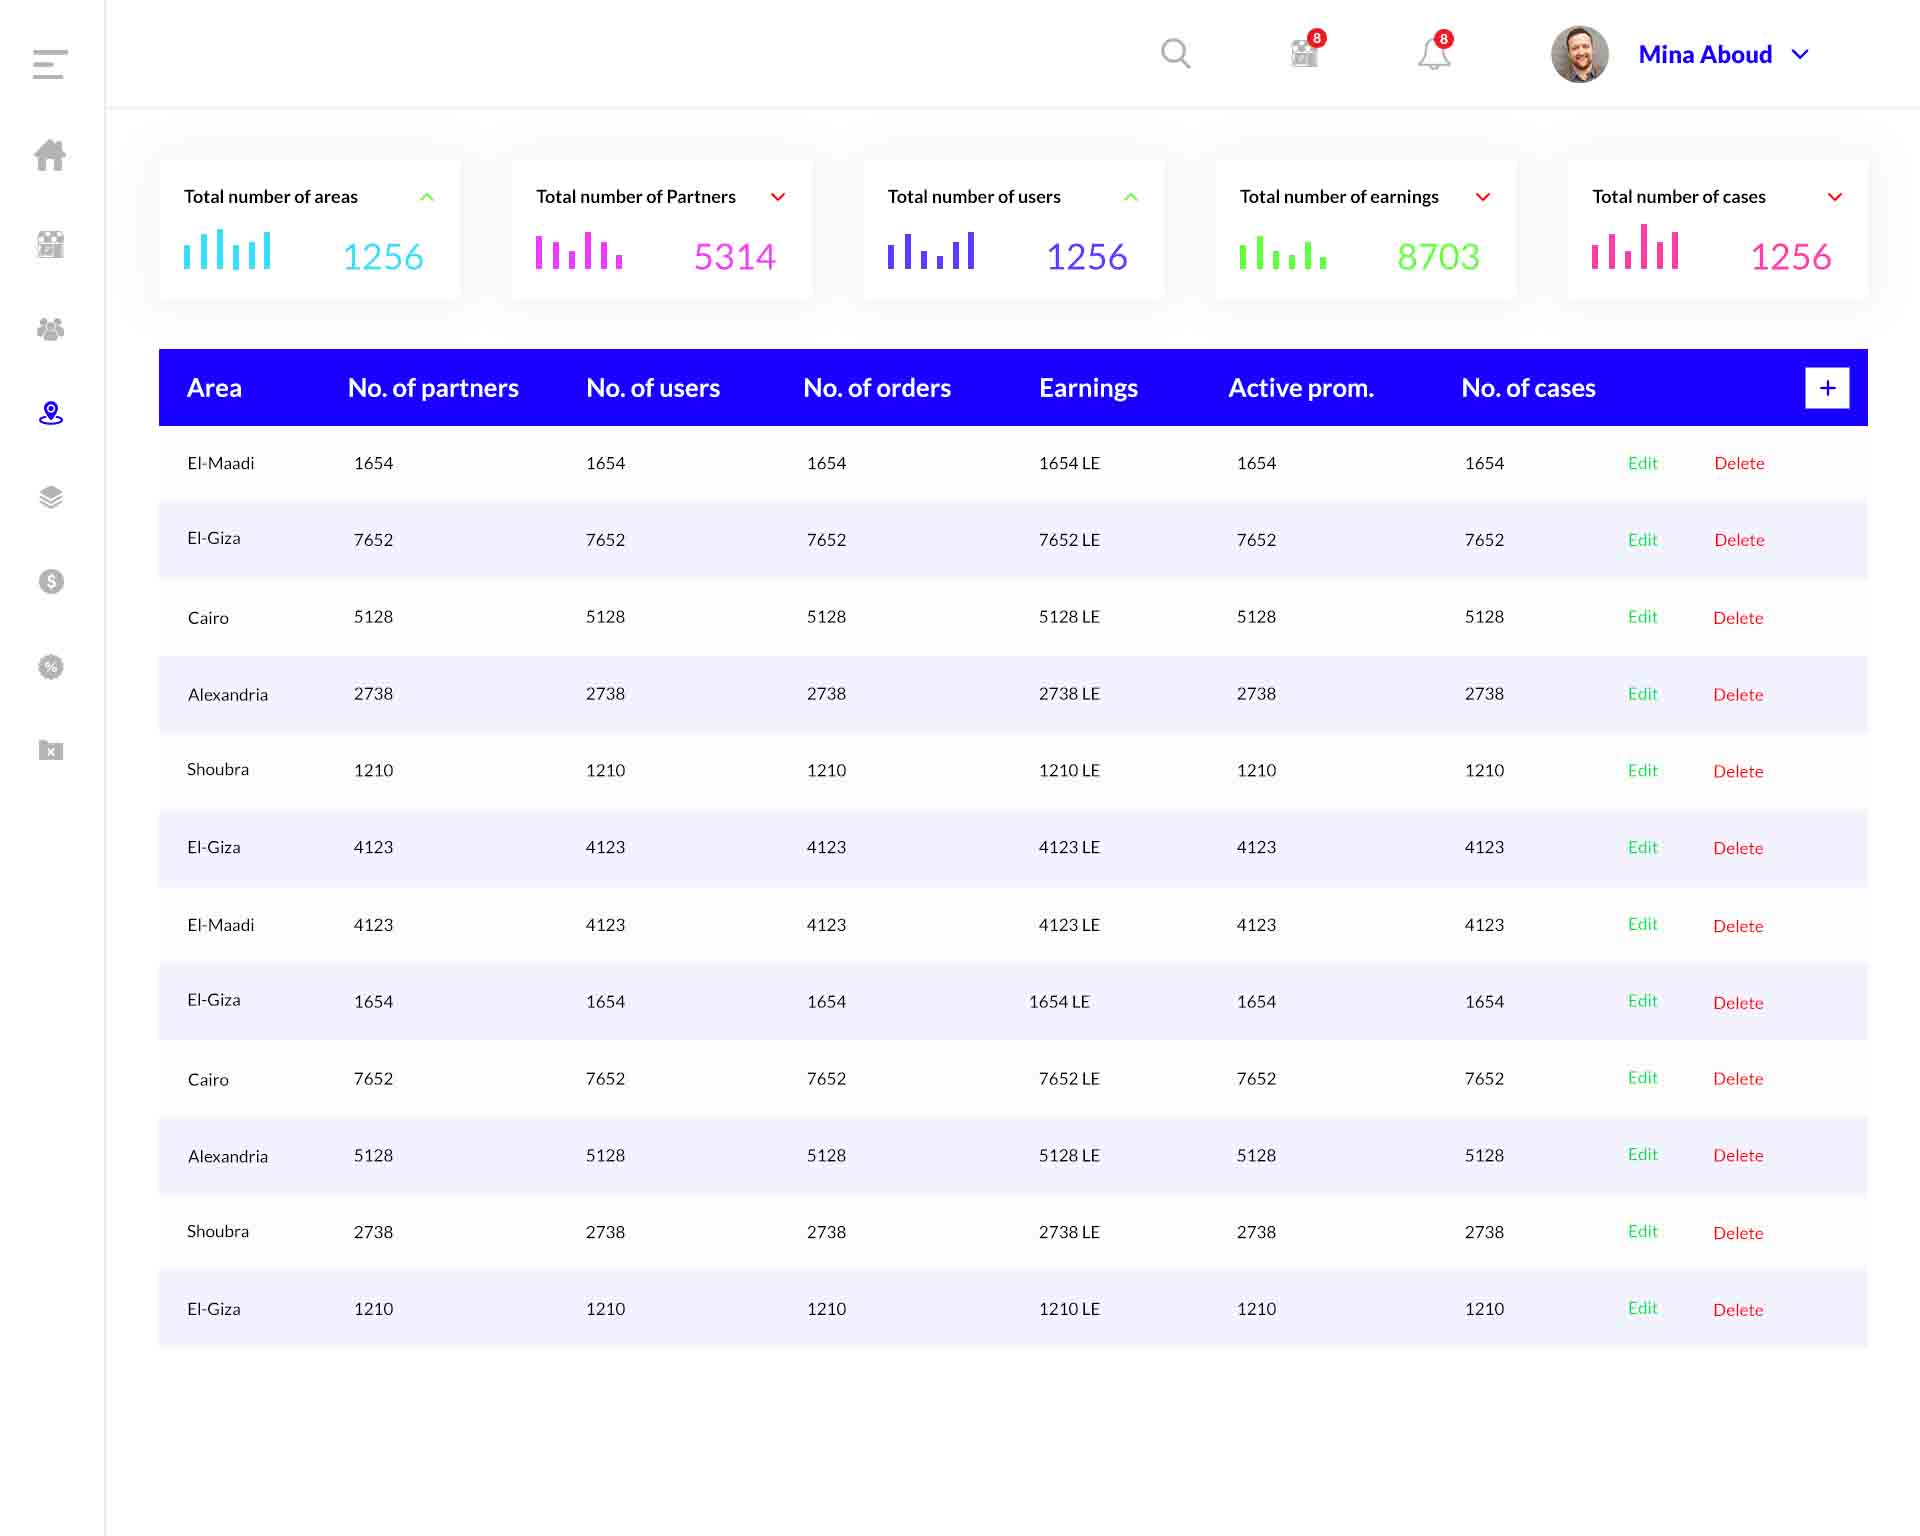 8
8
Mina Aboud
Total number of areas
1256
Total number of Partners
5314
Total number of users
1256
Total number of earnings
8703
Total number of cases
1256
Area No. of partners No. of users No. of orders Earnings Active prom. No. of cases +
El-Maadi 1654 1654 1654 1654 LE 1654 1654 Edit Delete
El-Giza 7652 7652 7652 7652 LE 7652 7652 Edit Delete
Cairo 5128 5128 5128 5128 LE 5128 5128 Edit Delete
Alexandria 2738 2738 2738 2738 LE 2738 2738 Edit Delete
Shoubra 1210 1210 1210 1210 LE 1210 1210 Edit Delete
El-Giza 4123 4123 4123 4123 LE 4123 4123 Edit Delete
El-Maadi 4123 4123 4123 4123 LE 4123 4123 Edit Delete
El-Giza 1654 1654 1654 1654 LE 1654 1654 Edit Delete
Cairo 7652 7652 7652 7652 LE 7652 7652 Edit Delete
Alexandria 5128 5128 5128 5128 LE 5128 5128 Edit Delete
Shoubra 2738 2738 2738 2738 LE 2738 2738 Edit Delete
El-Giza 1210 1210 1210 1210 LE 1210 1210 Edit Delete